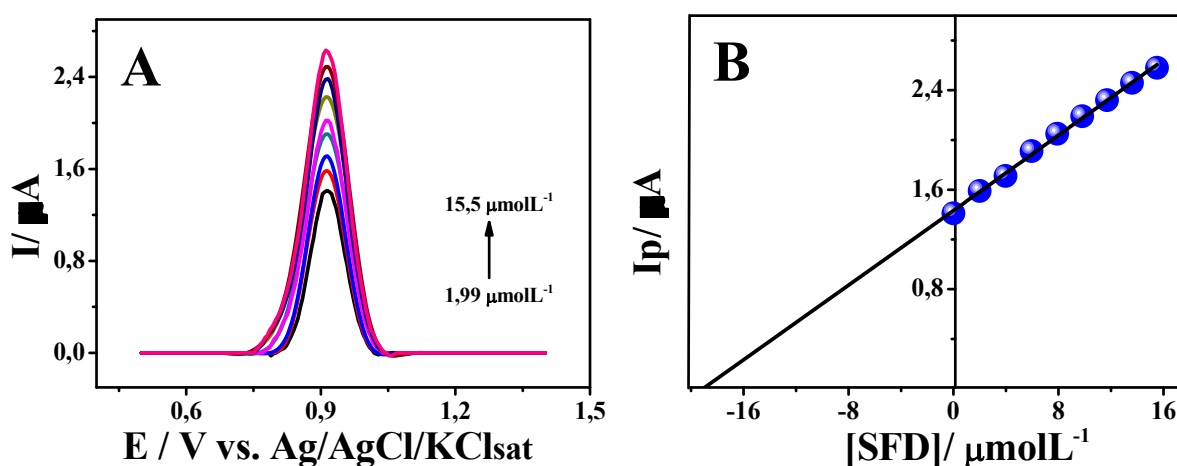 A
2,4
1,6
0,8
0,0
I/ ■A
15,5 μmolL⁻¹
1,99 μmolL⁻¹
0,6
0,9
1,2
1,5
E / V vs. Ag/AgCl/KClsat
B
2,4
1,6
0,8
Ip/ ■A
-16
-8
0
8
16
[SFD]/ μmolL⁻¹